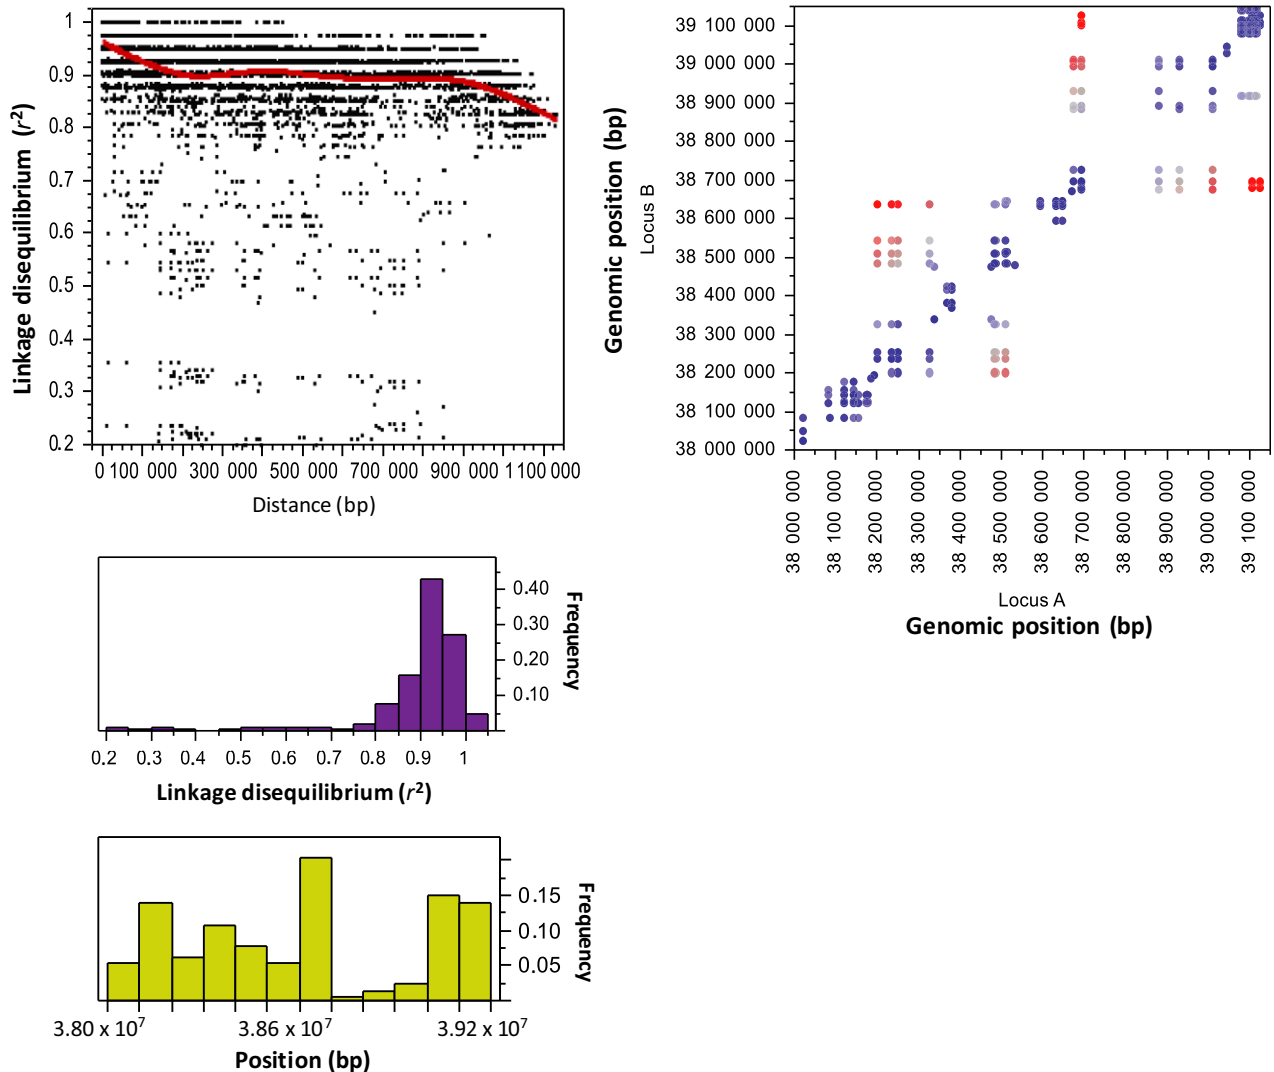 1
0.9
0.8
0.7
0.6
0.5
0.4
0.3
0.2
Linkage disequilibrium (r²)
0 100 000 300 000 500 000 700 000 900 000 1100 000
Distance (bp)
39 100 000
39 000 000
38 900 000
38 800 000
38 700 000
38 600 000
38 500 000
38 400 000
38 300 000
38 200 000
38 100 000
38 000 000
Genomic position (bp)
Locus B
38 000 000
38 100 000
38 200 000
38 300 000
38 400 000
38 500 000
38 600 000
38 700 000
38 800 000
38 900 000
39 000 000
39 100 000
Locus A
Genomic position (bp)
0.40
0.30
0.20
0.10
Frequency
0.2 0.3 0.4 0.5 0.6 0.7 0.8 0.9 1
Linkage disequilibrium (r²)
0.15
0.10
0.05
Frequency
3.80 x 10⁷ 3.86 x 10⁷ 3.92 x 10⁷
Position (bp)